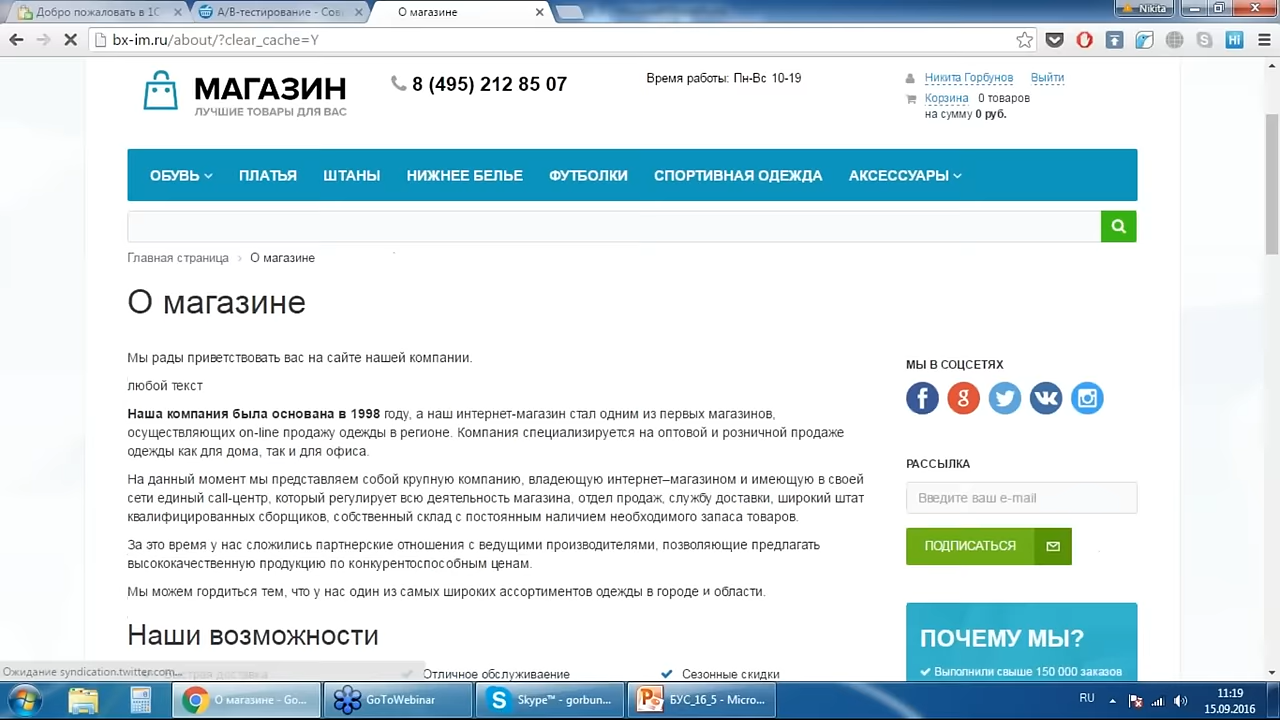 Добро пожаловать в 1С
A/B-тестирование - Сов
О магазине
Nikita
bx-im.ru/about/?clear_cache=Y
МАГАЗИН
ЛУЧШИЕ ТОВАРЫ ДЛЯ ВАС
8 (495) 212 85 07
Время работы: Пн-Вс 10-19
Никита Горбунов Выйти
Корзина 0 товаров
на сумму 0 руб.
ОБУВЬ ПЛАТЬЯ ШТАНЫ НИЖНЕЕ БЕЛЬЕ ФУТБОЛКИ СПОРТИВНАЯ ОДЕЖДА АКСЕССУАРЫ
Главная страница > О магазине
О магазине
Мы рады приветствовать вас на сайте нашей компании.
любой текст
Наша компания была основана в 1998 году, а наш интернет-магазин стал одним из первых магазинов,
осуществляющих on-line продажу одежды в регионе. Компания специализируется на оптовой и розничной продаже
одежды как для дома, так и для офиса.
На данный момент мы представляем собой крупную компанию, владеющую интернет–магазином и имеющую в своей
сети единый call-центр, который регулирует всю деятельность магазина, отдел продаж, службу доставки, широкий штат
квалифицированных сборщиков, собственный склад с постоянным наличием необходимого запаса товаров.
За это время у нас сложились партнерские отношения с ведущими производителями, позволяющие предлагать
высококачественную продукцию по конкурентоспособным ценам.
Мы можем гордиться тем, что у нас один из самых широких ассортиментов одежды в городе и области.
Наши возможности
Быстрая доставка Отличное обслуживание Сезонные скидки
МЫ В СОЦСЕТЯХ
РАССЫЛКА
Введите ваш e-mail
ПОДПИСАТЬСЯ
ПОЧЕМУ МЫ?
Выполнили свыше 150 000 заказов
Ожидание syndication.twitter.com...
О магазине - Go...
GoToWebinar
Skype™ - gorbun...
БУС_16_5 - Micro...
RU
11:19
15.09.2016